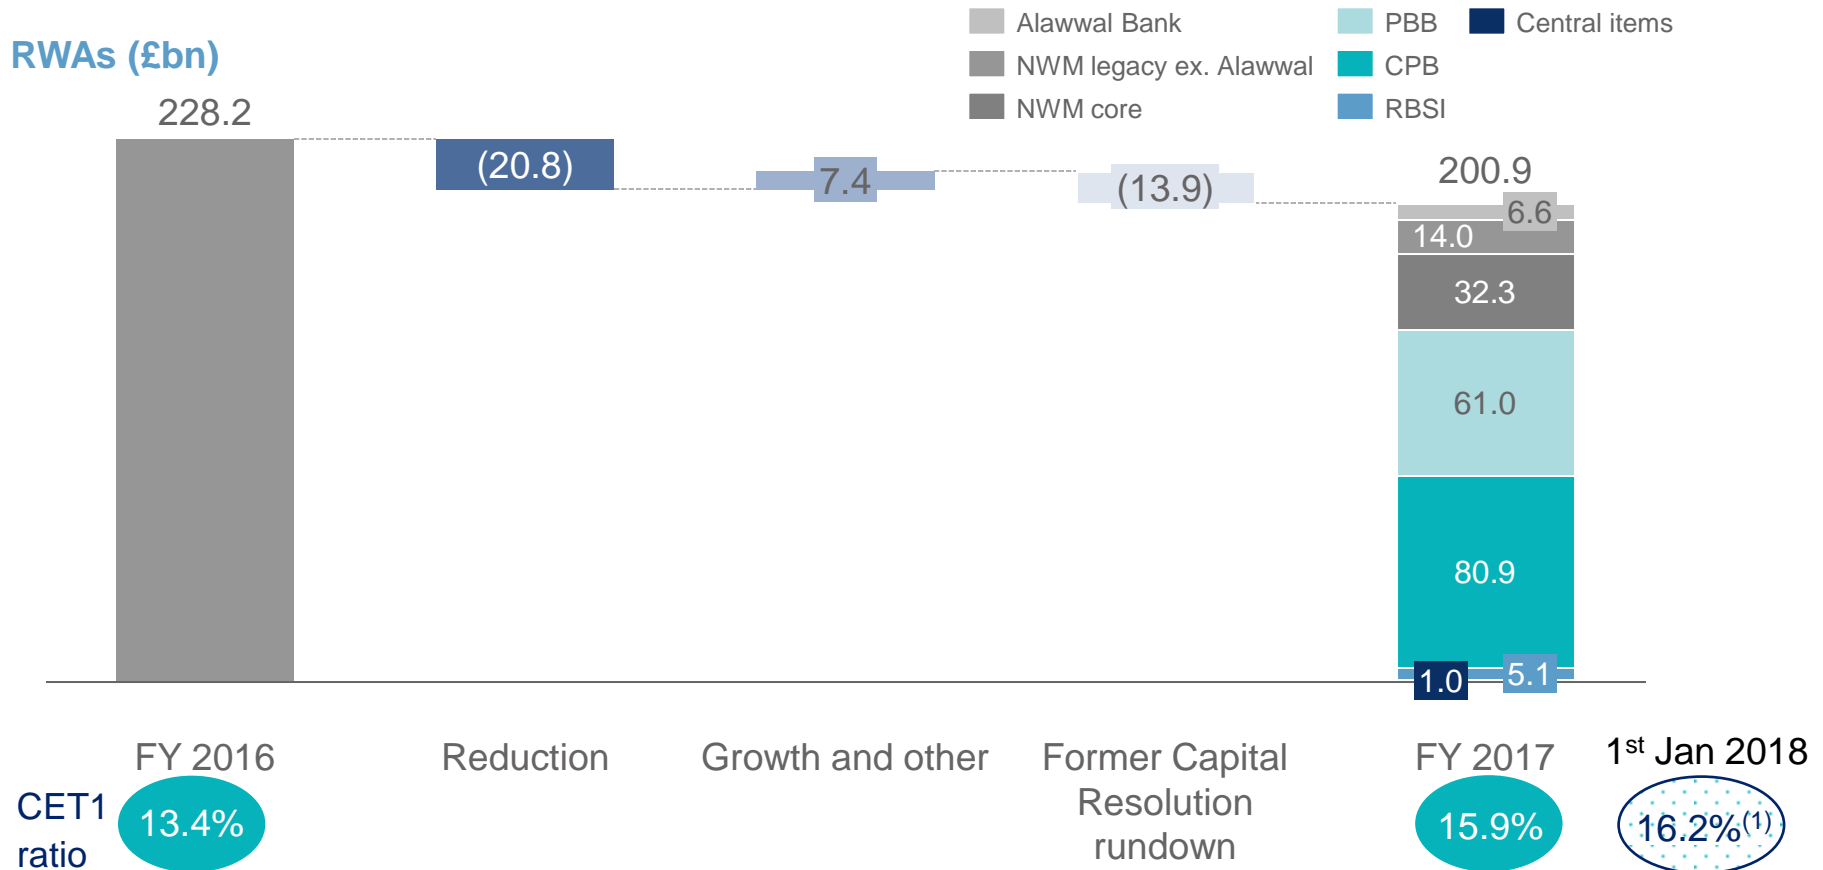 RWAs (£bn)
Alawwal Bank
NWM legacy ex. Alawwal
NWM core
PBB
CPB
RBSI
Central items
228.2
(20.8)
7.4
(13.9)
200.9
6.6
14.0
32.3
61.0
80.9
1.0
5.1
FY 2016
Reduction
Growth and other
Former Capital
Resolution
rundown
FY 2017
1st Jan 2018
CET1
ratio
13.4%
15.9%
16.2%(1)